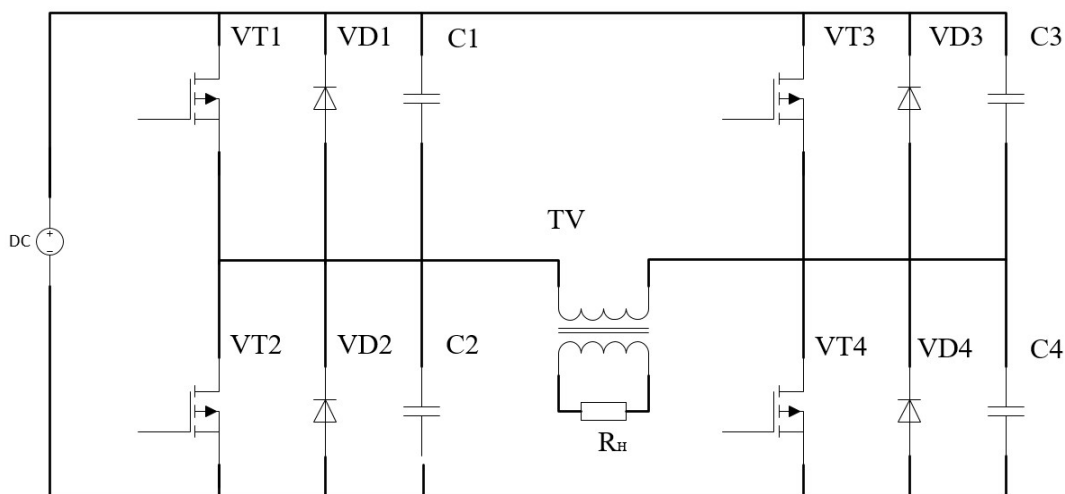 VT1 VD1 C1 VT3 VD3 C3
TV
DC
+
−
VT2 VD2 C2 VT4 VD4 C4
Rн